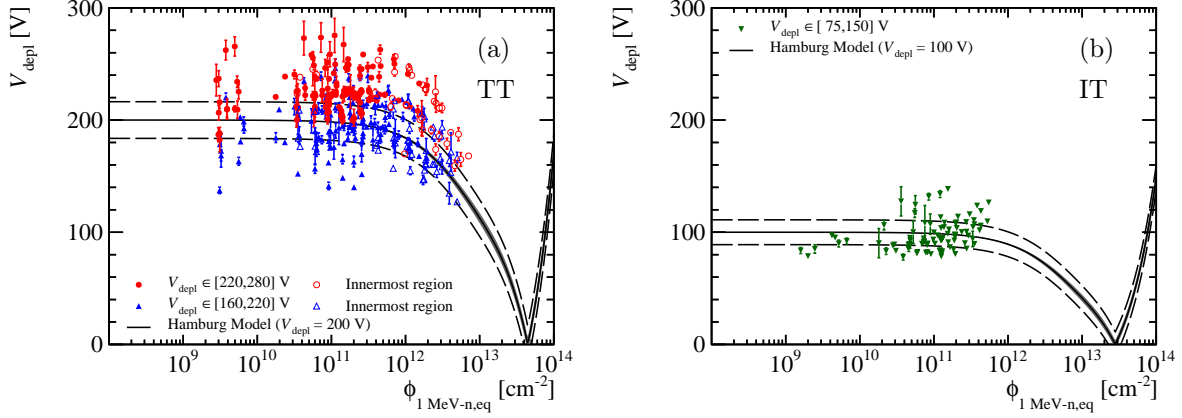 V_depl [V]
300
200
100
0
(a)
TT
V_depl ∈ [220,280] V
Innermost region
V_depl ∈ [160,220] V
Innermost region
Hamburg Model (V_depl = 200 V)
10^9 10^10 10^11 10^12 10^13 10^14
ϕ_1 MeV-n,eq [cm^-2]
V_depl [V]
300
200
100
0
V_depl ∈ [ 75,150] V
Hamburg Model (V_depl = 100 V)
(b)
IT
10^9 10^10 10^11 10^12 10^13 10^14
ϕ_1 MeV-n,eq [cm^-2]